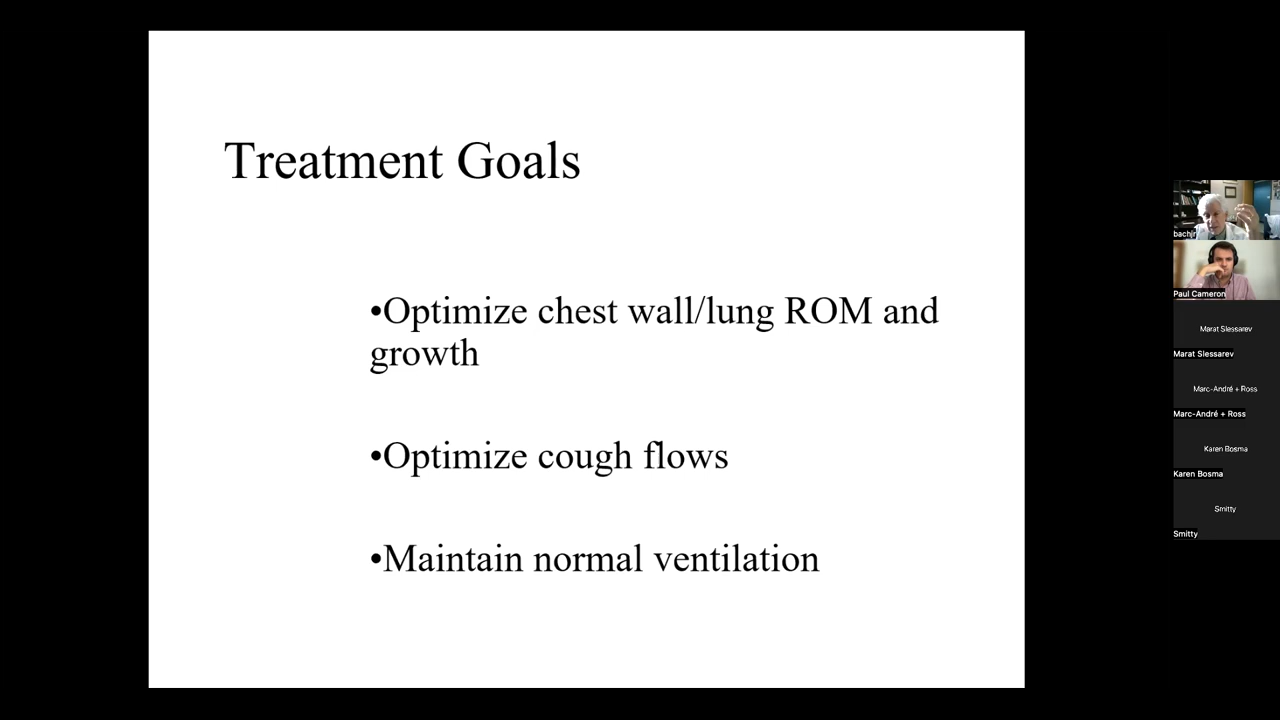 Treatment Goals
•Optimize chest wall/lung ROM and
growth
•Optimize cough flows
•Maintain normal ventilation
bachjr
Paul Cameron
Marat Slessarev
Marat Slessarev
Marc-André + Ross
Marc-André + Ross
Karen Bosma
Karen Bosma
Smitty
Smitty